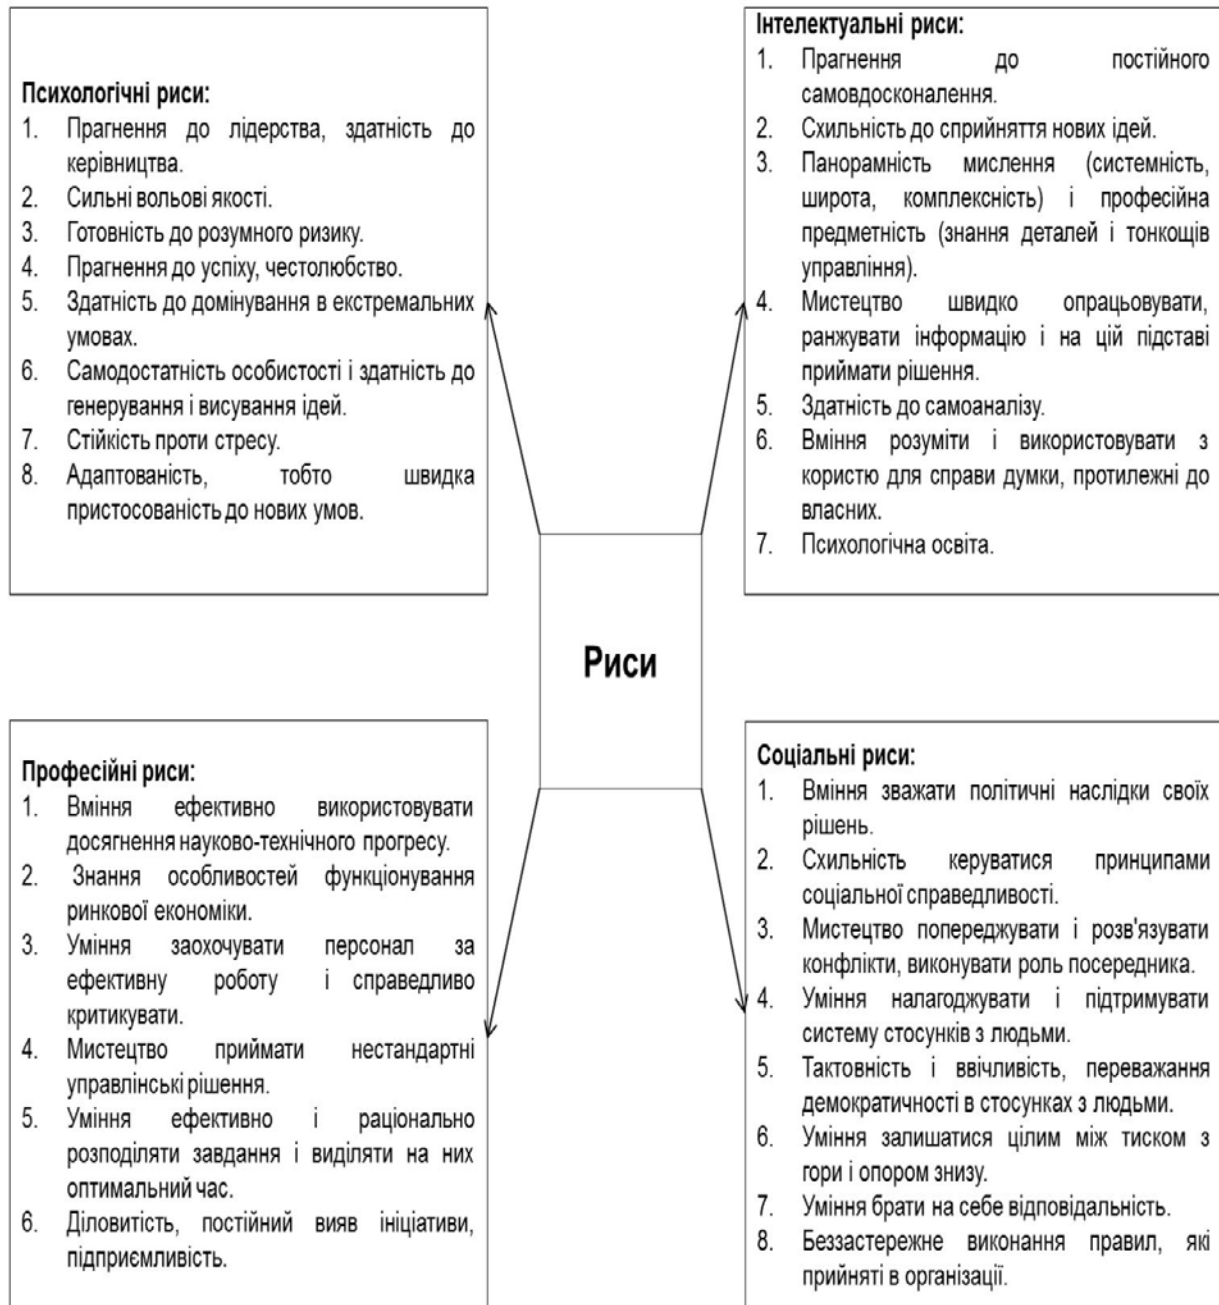 Психологічні риси:
1. Прагнення до лідерства, здатність до
керівництва.
2. Сильні вольові якості.
3. Готовність до розумного ризику.
4. Прагнення до успіху, честолюбство.
5. Здатність до домінування в екстремальних
умовах.
6. Самодостатність особистості і здатність до
генерування і висування ідей.
7. Стійкість проти стресу.
8. Адаптованість, тобто швидка
пристосованість до нових умов.
Інтелектуальні риси:
1. Прагнення до постійного
самовдосконалення.
2. Схильність до сприйняття нових ідей.
3. Панорамність мислення (системність,
широта, комплексність) і професійна
предметність (знання деталей і тонкощів
управління).
4. Мистецтво швидко опрацьовувати,
ранжувати інформацію і на цій підставі
приймати рішення.
5. Здатність до самоаналізу.
6. Вміння розуміти і використовувати з
користю для справи думки, протилежні до
власних.
7. Психологічна освіта.
Риси
Професійні риси:
1. Вміння ефективно використовувати
досягнення науково-технічного прогресу.
2. Знання особливостей функціонування
ринкової економіки.
3. Уміння заохочувати персонал за
ефективну роботу і справедливо
критикувати.
4. Мистецтво приймати нестандартні
управлінські рішення.
5. Уміння ефективно і раціонально
розподіляти завдання і виділяти на них
оптимальний час.
6. Діловитість, постійний вияв ініціативи,
підприємливість.
Соціальні риси:
1. Вміння зважати політичні наслідки своїх
рішень.
2. Схильність керуватися принципами
соціальної справедливості.
3. Мистецтво попереджувати і розв'язувати
конфлікти, виконувати роль посередника.
4. Уміння налагоджувати і підтримувати
систему стосунків з людьми.
5. Тактовність і ввічливість, переважання
демократичності в стосунках з людьми.
6. Уміння залишатися цілим між тиском з
гори і опором знизу.
7. Уміння брати на себе відповідальність.
8. Беззастережне виконання правил, які
прийняті в організації.